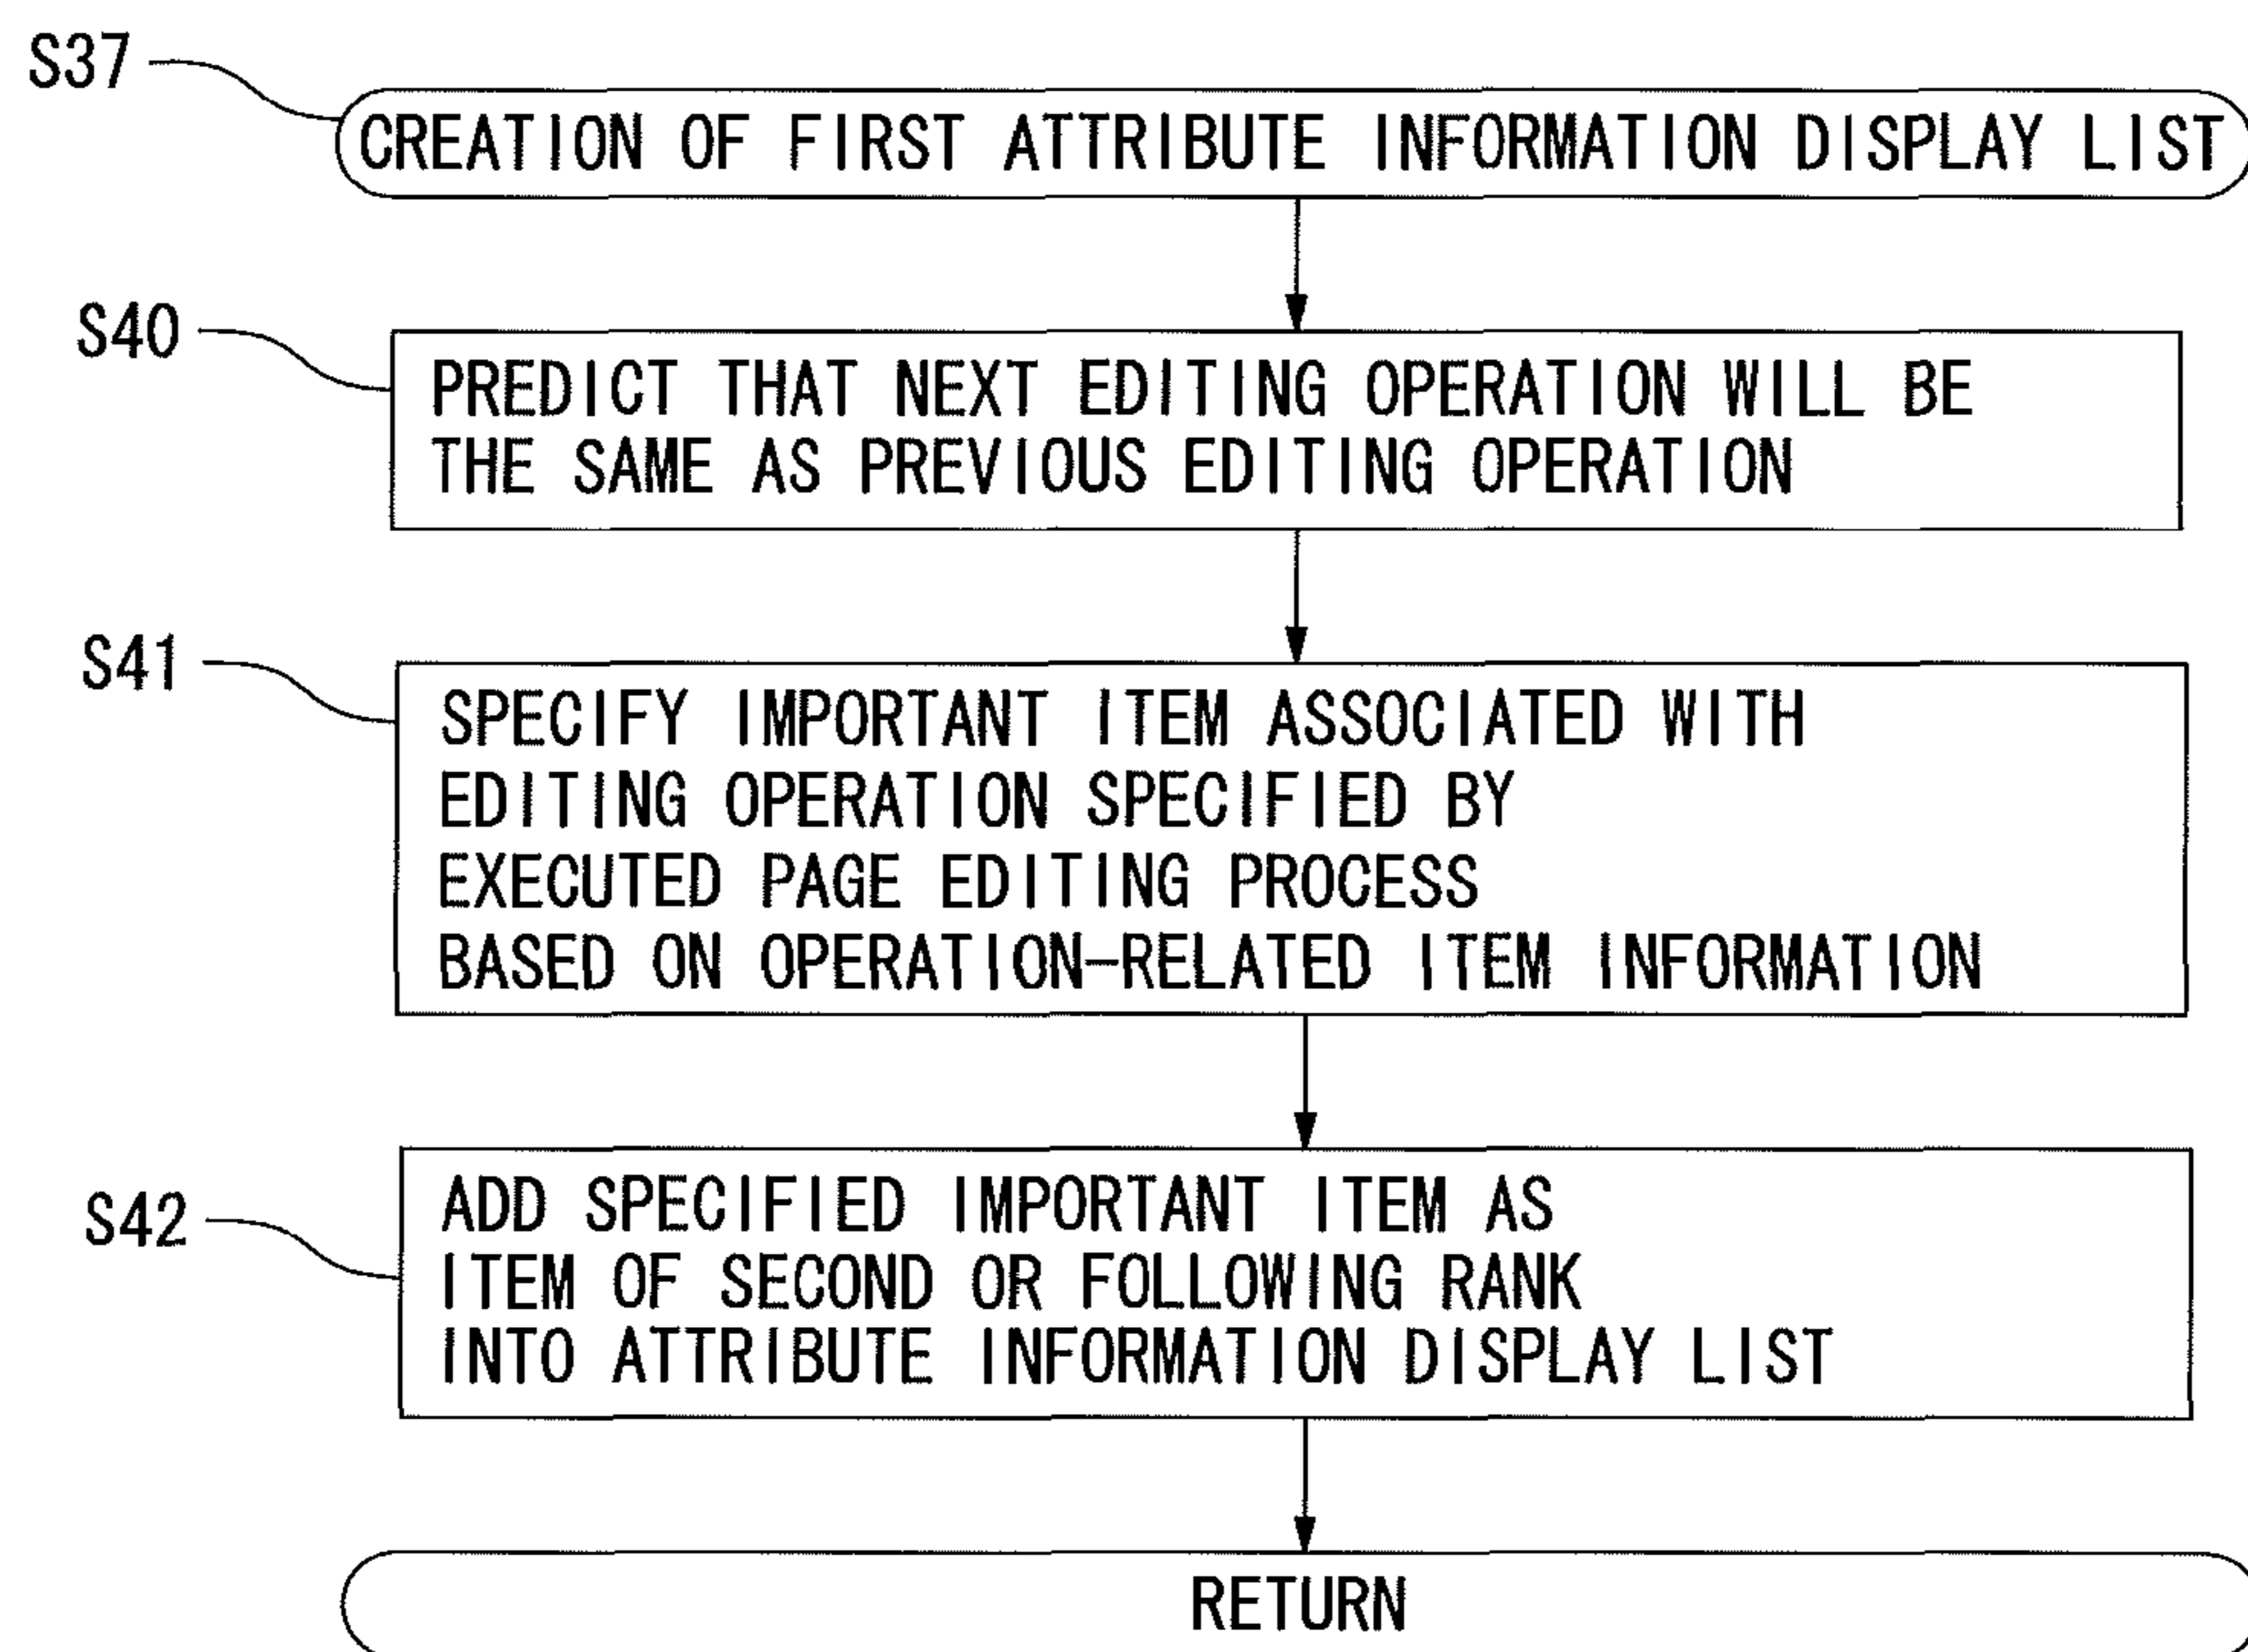 S37
CREATION OF FIRST ATTRIBUTE INFORMATION DISPLAY LIST
S40
PREDICT THAT NEXT EDITING OPERATION WILL BE
THE SAME AS PREVIOUS EDITING OPERATION
S41
SPECIFY IMPORTANT ITEM ASSOCIATED WITH
EDITING OPERATION SPECIFIED BY
EXECUTED PAGE EDITING PROCESS
BASED ON OPERATION-RELATED ITEM INFORMATION
S42
ADD SPECIFIED IMPORTANT ITEM AS
ITEM OF SECOND OR FOLLOWING RANK
INTO ATTRIBUTE INFORMATION DISPLAY LIST
RETURN